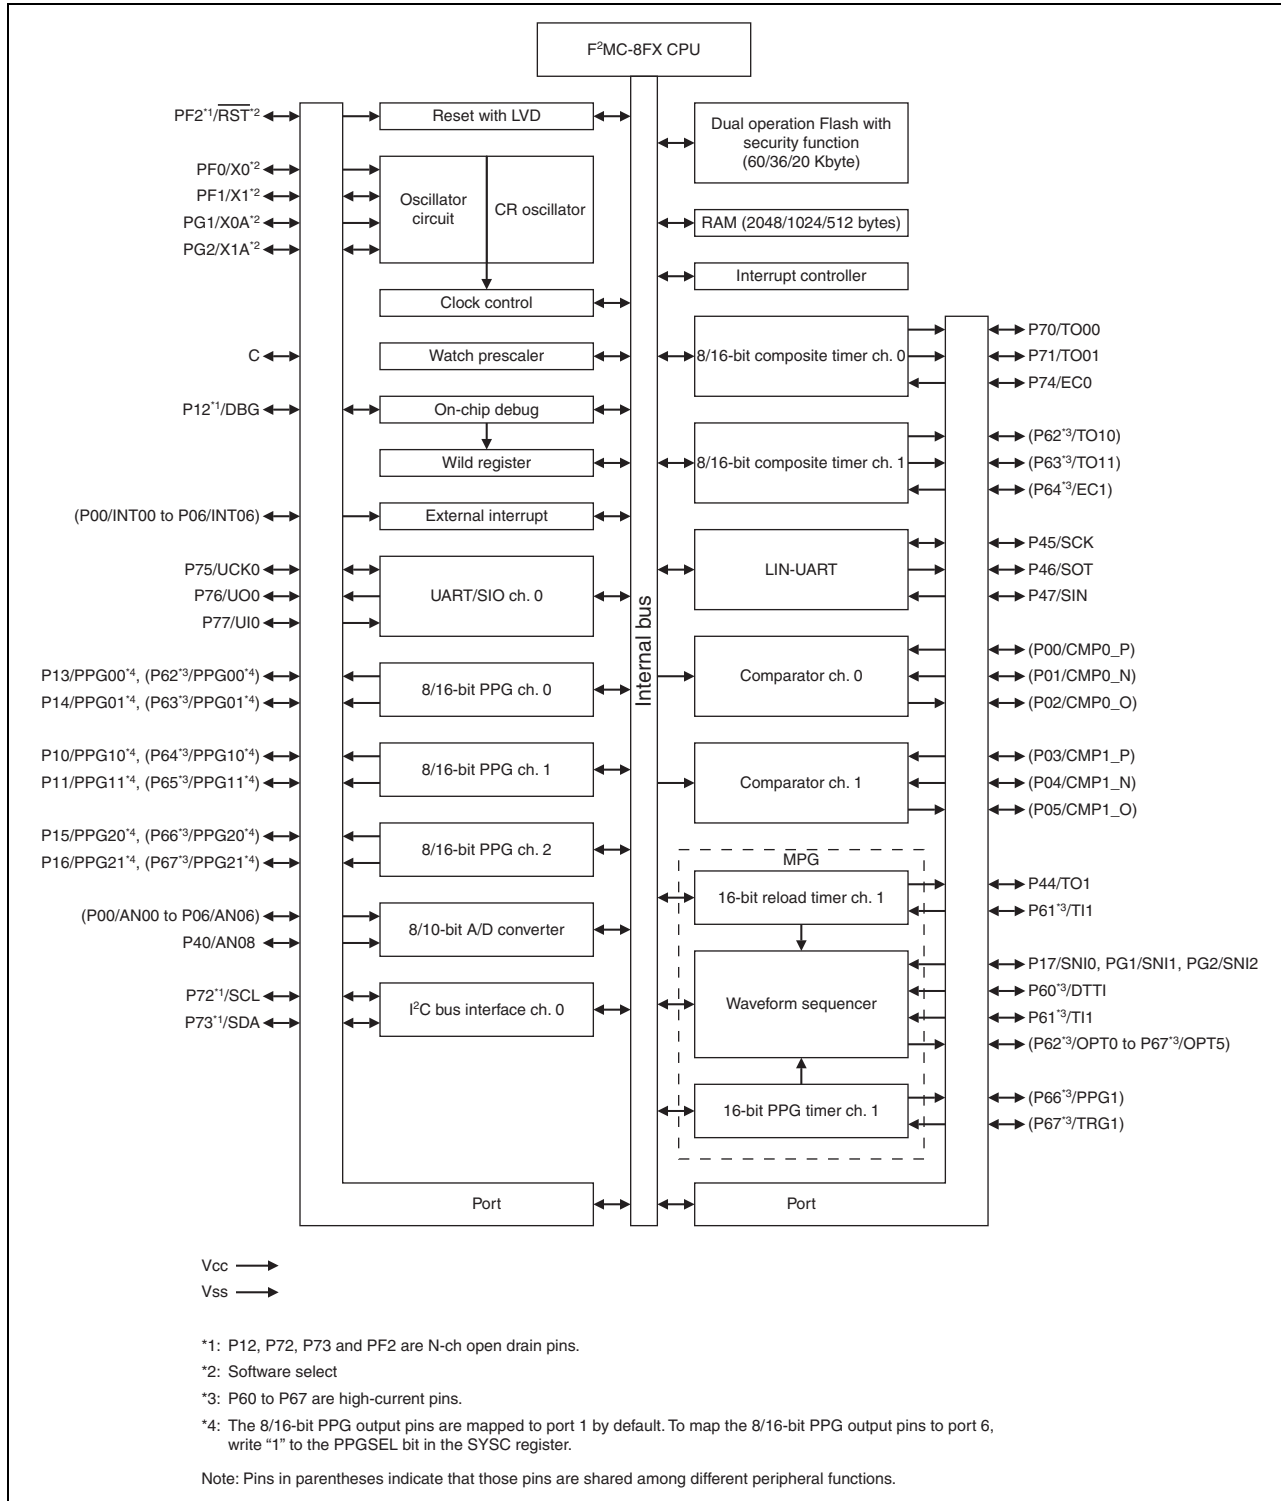 F²MC-8FX CPU
PF2*1/RST*2
Reset with LVD
Dual operation Flash with
security function
(60/36/20 Kbyte)
PF0/X0*2
PF1/X1*2
PG1/X0A*2
PG2/X1A*2
Oscillator
circuit
CR oscillator
RAM (2048/1024/512 bytes)
Interrupt controller
Clock control
C
Watch prescaler
8/16-bit composite timer ch. 0
P70/TO00
P71/TO01
P74/EC0
P12*1/DBG
On-chip debug
Wild register
8/16-bit composite timer ch. 1
(P62*3/TO10)
(P63*3/TO11)
(P64*3/EC1)
(P00/INT00 to P06/INT06)
External interrupt
P75/UCK0
P76/UO0
P77/UI0
UART/SIO ch. 0
Internal bus
LIN-UART
P45/SCK
P46/SOT
P47/SIN
P13/PPG00*4, (P62*3/PPG00*4)
P14/PPG01*4, (P63*3/PPG01*4)
8/16-bit PPG ch. 0
Comparator ch. 0
(P00/CMP0_P)
(P01/CMP0_N)
(P02/CMP0_O)
P10/PPG10*4, (P64*3/PPG10*4)
P11/PPG11*4, (P65*3/PPG11*4)
8/16-bit PPG ch. 1
Comparator ch. 1
(P03/CMP1_P)
(P04/CMP1_N)
(P05/CMP1_O)
P15/PPG20*4, (P66*3/PPG20*4)
P16/PPG21*4, (P67*3/PPG21*4)
8/16-bit PPG ch. 2
MPG
16-bit reload timer ch. 1
P44/TO1
P61*3/TI1
(P00/AN00 to P06/AN06)
P40/AN08
8/10-bit A/D converter
Waveform sequencer
P17/SNI0, PG1/SNI1, PG2/SNI2
P60*3/DTTI
P61*3/TI1
(P62*3/OPT0 to P67*3/OPT5)
P72*1/SCL
P73*1/SDA
I²C bus interface ch. 0
16-bit PPG timer ch. 1
(P66*3/PPG1)
(P67*3/TRG1)
Port
Port
Vcc
Vss
*1: P12, P72, P73 and PF2 are N-ch open drain pins.
*2: Software select
*3: P60 to P67 are high-current pins.
*4: The 8/16-bit PPG output pins are mapped to port 1 by default. To map the 8/16-bit PPG output pins to port 6,
write “1” to the PPGSEL bit in the SYSC register.
Note: Pins in parentheses indicate that those pins are shared among different peripheral functions.